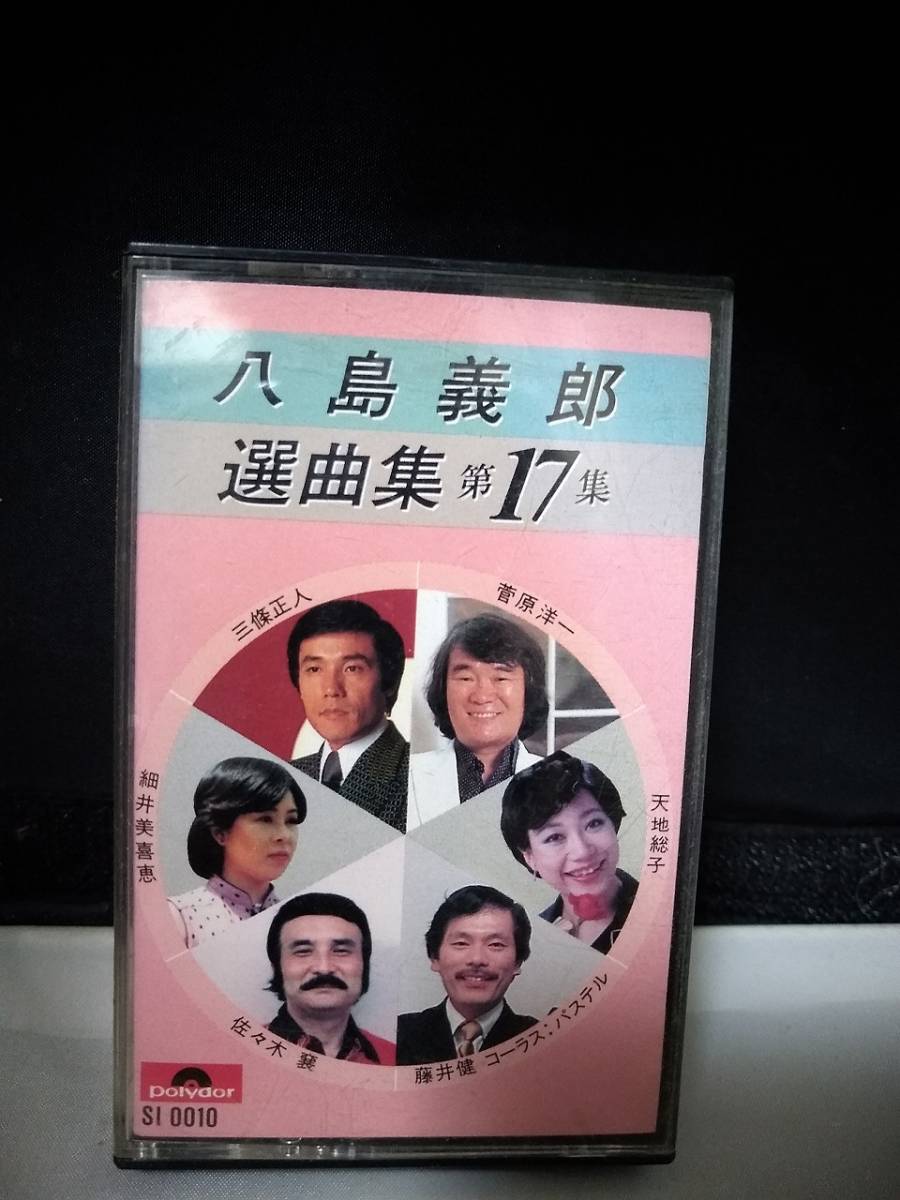 八島義郎
選曲集 第17集
三條正人
菅原洋一
細井美喜恵
天地総子
佐々木 襄
藤井健 コーラス:パステル
polydor
SI 0010